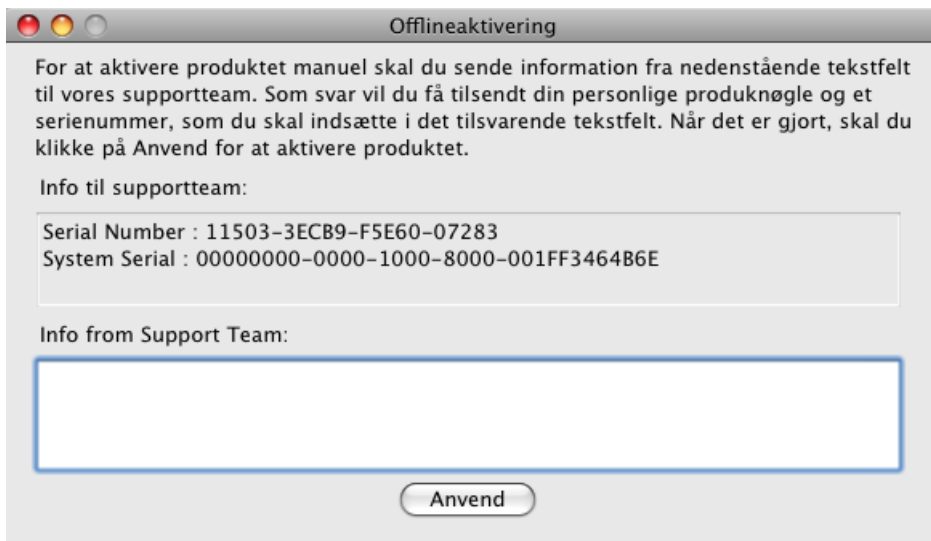 Offlineaktivering
For at aktivere produktet manuel skal du sende information fra nedenstående tekstfelt
til vores supportteam. Som svar vil du få tilsendt din personlige produknøgle og et
serienummer, som du skal indsætte i det tilsvarende tekstfelt. Når det er gjort, skal du
klikke på Anvend for at aktivere produktet.
Info til supportteam:
Serial Number : 11503-3ECB9-F5E60-07283
System Serial : 00000000-0000-1000-8000-001FF3464B6E
Info from Support Team:
Anvend